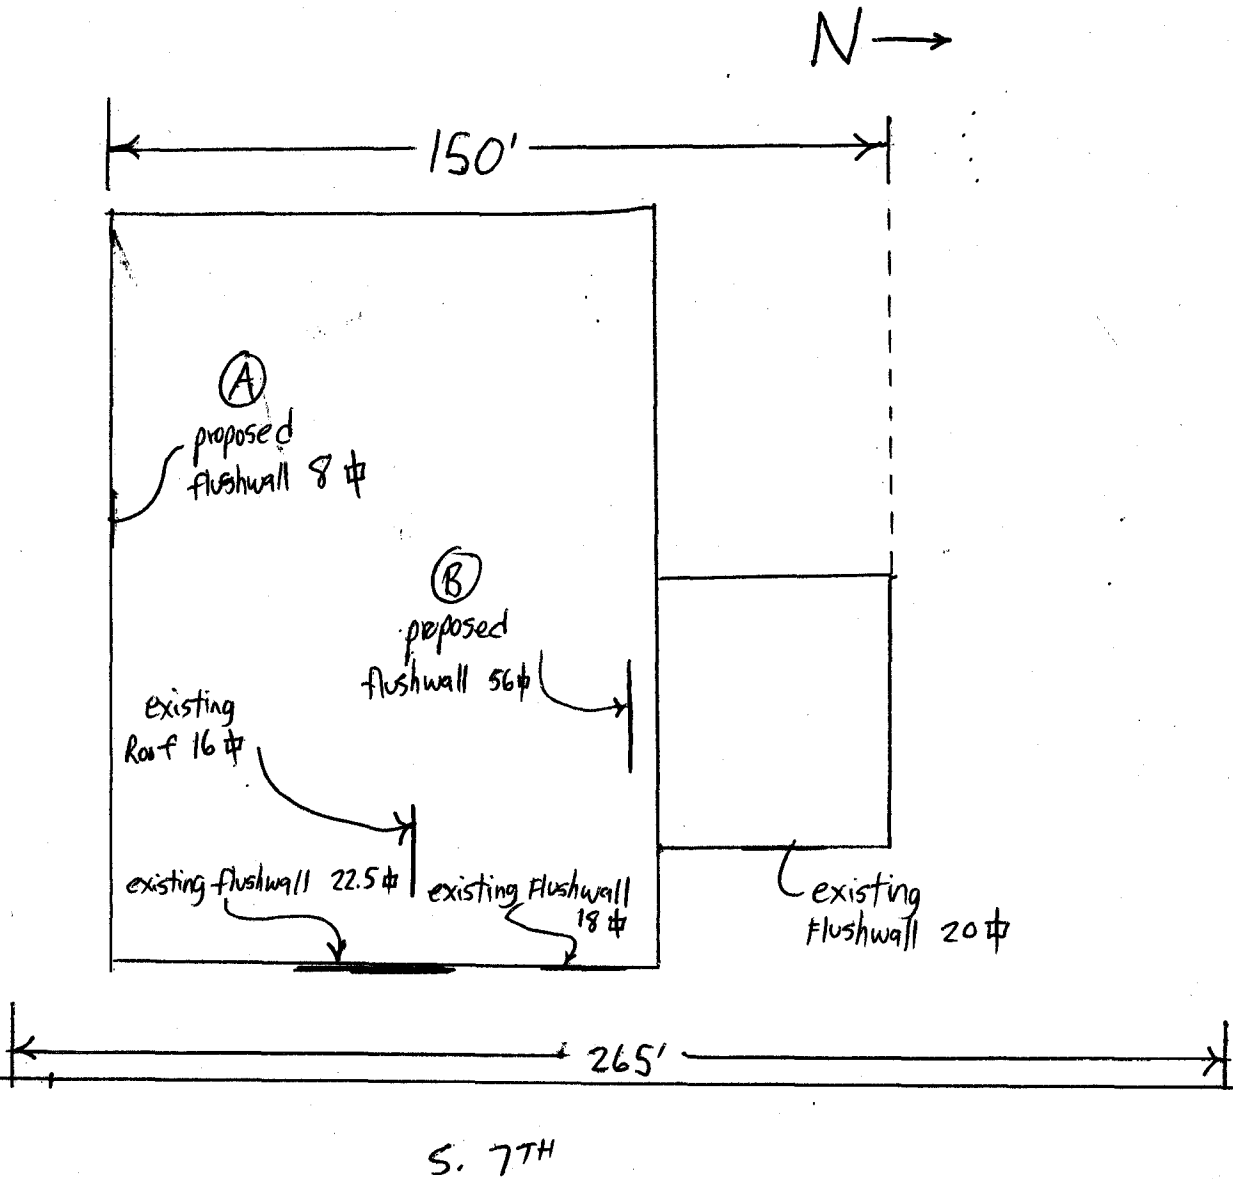 N
150'
A
proposed
flushwall 8 ⏍
B
proposed
flushwall 56 ⏍
existing
Roof 16 ⏍
existing flushwall 22.5 ⏍
existing Flushwall
18 ⏍
existing
Flushwall 20 ⏍
265'
S. 7TH